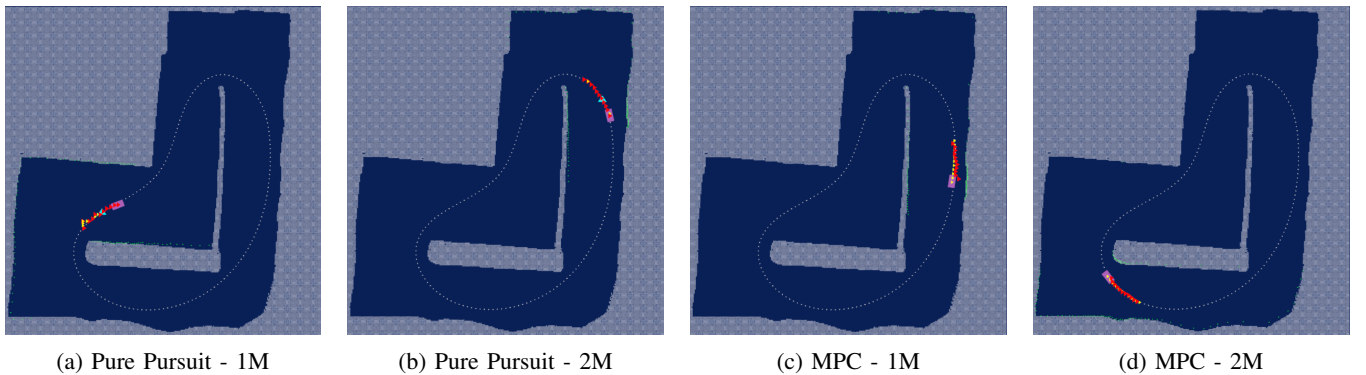 (a) Pure Pursuit - 1M
(b) Pure Pursuit - 2M
(c) MPC - 1M
(d) MPC - 2M